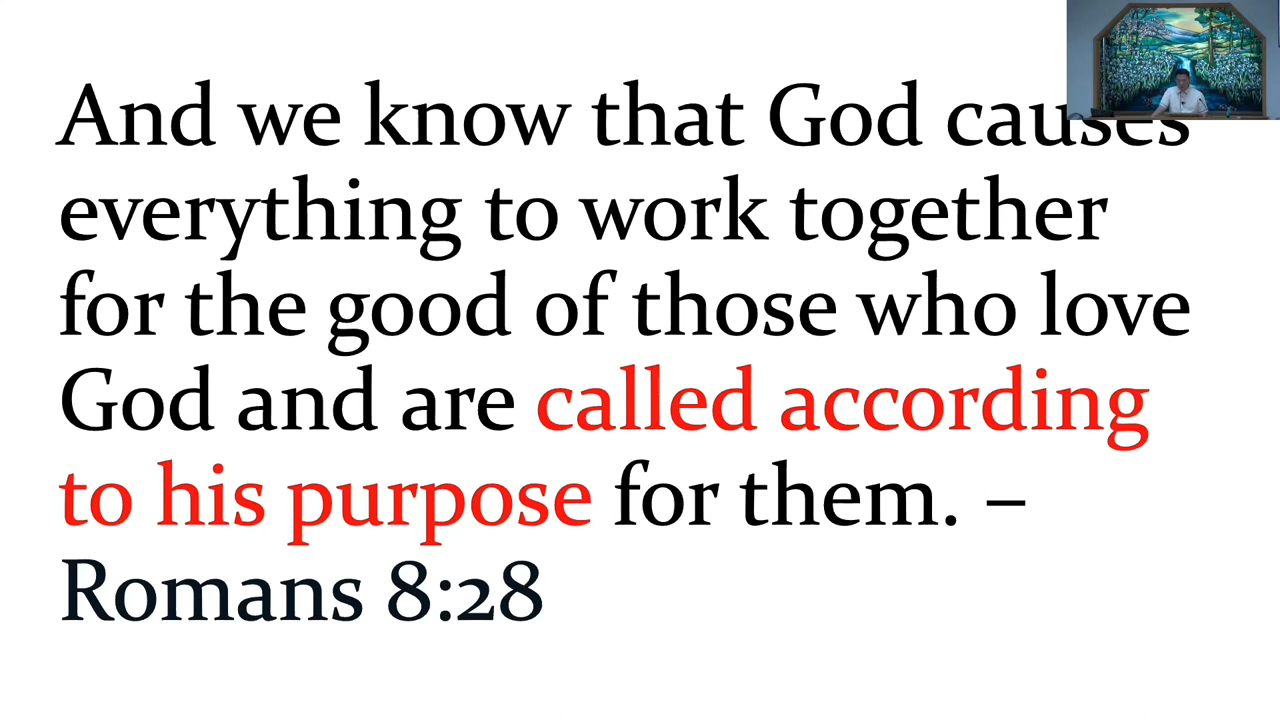 And we know that God causes
everything to work together
for the good of those who love
God and are called according
to his purpose for them. –
Romans 8:28